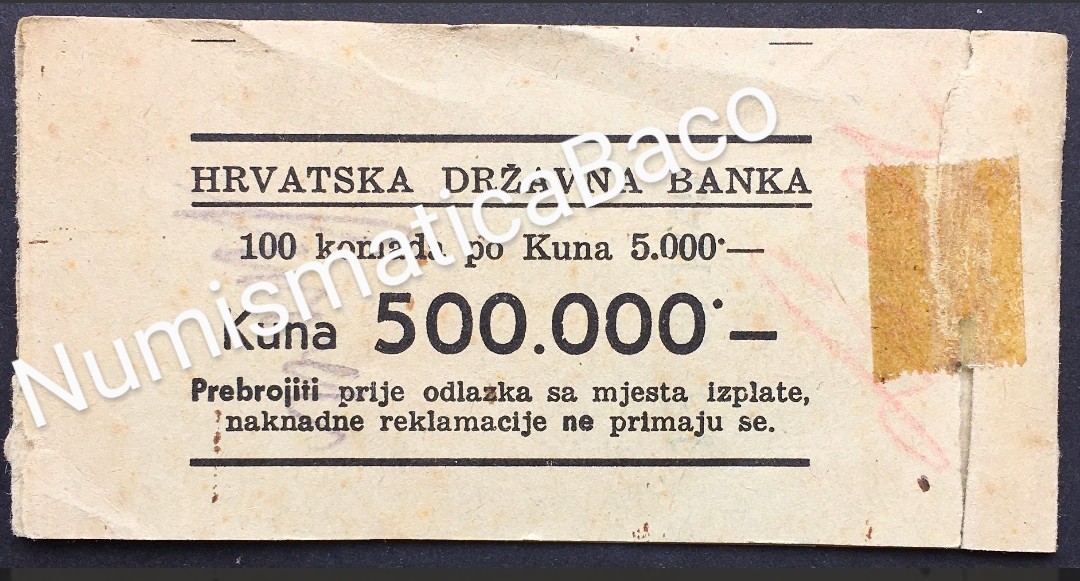 HRVATSKA DRŽAVNA BANKA
100 komada po Kuna 5.000·—
Kuna 500.000·—
Prebrojiti prije odlazka sa mjesta izplate,
naknadne reklamacije ne primaju se.
NumismaticaBaco